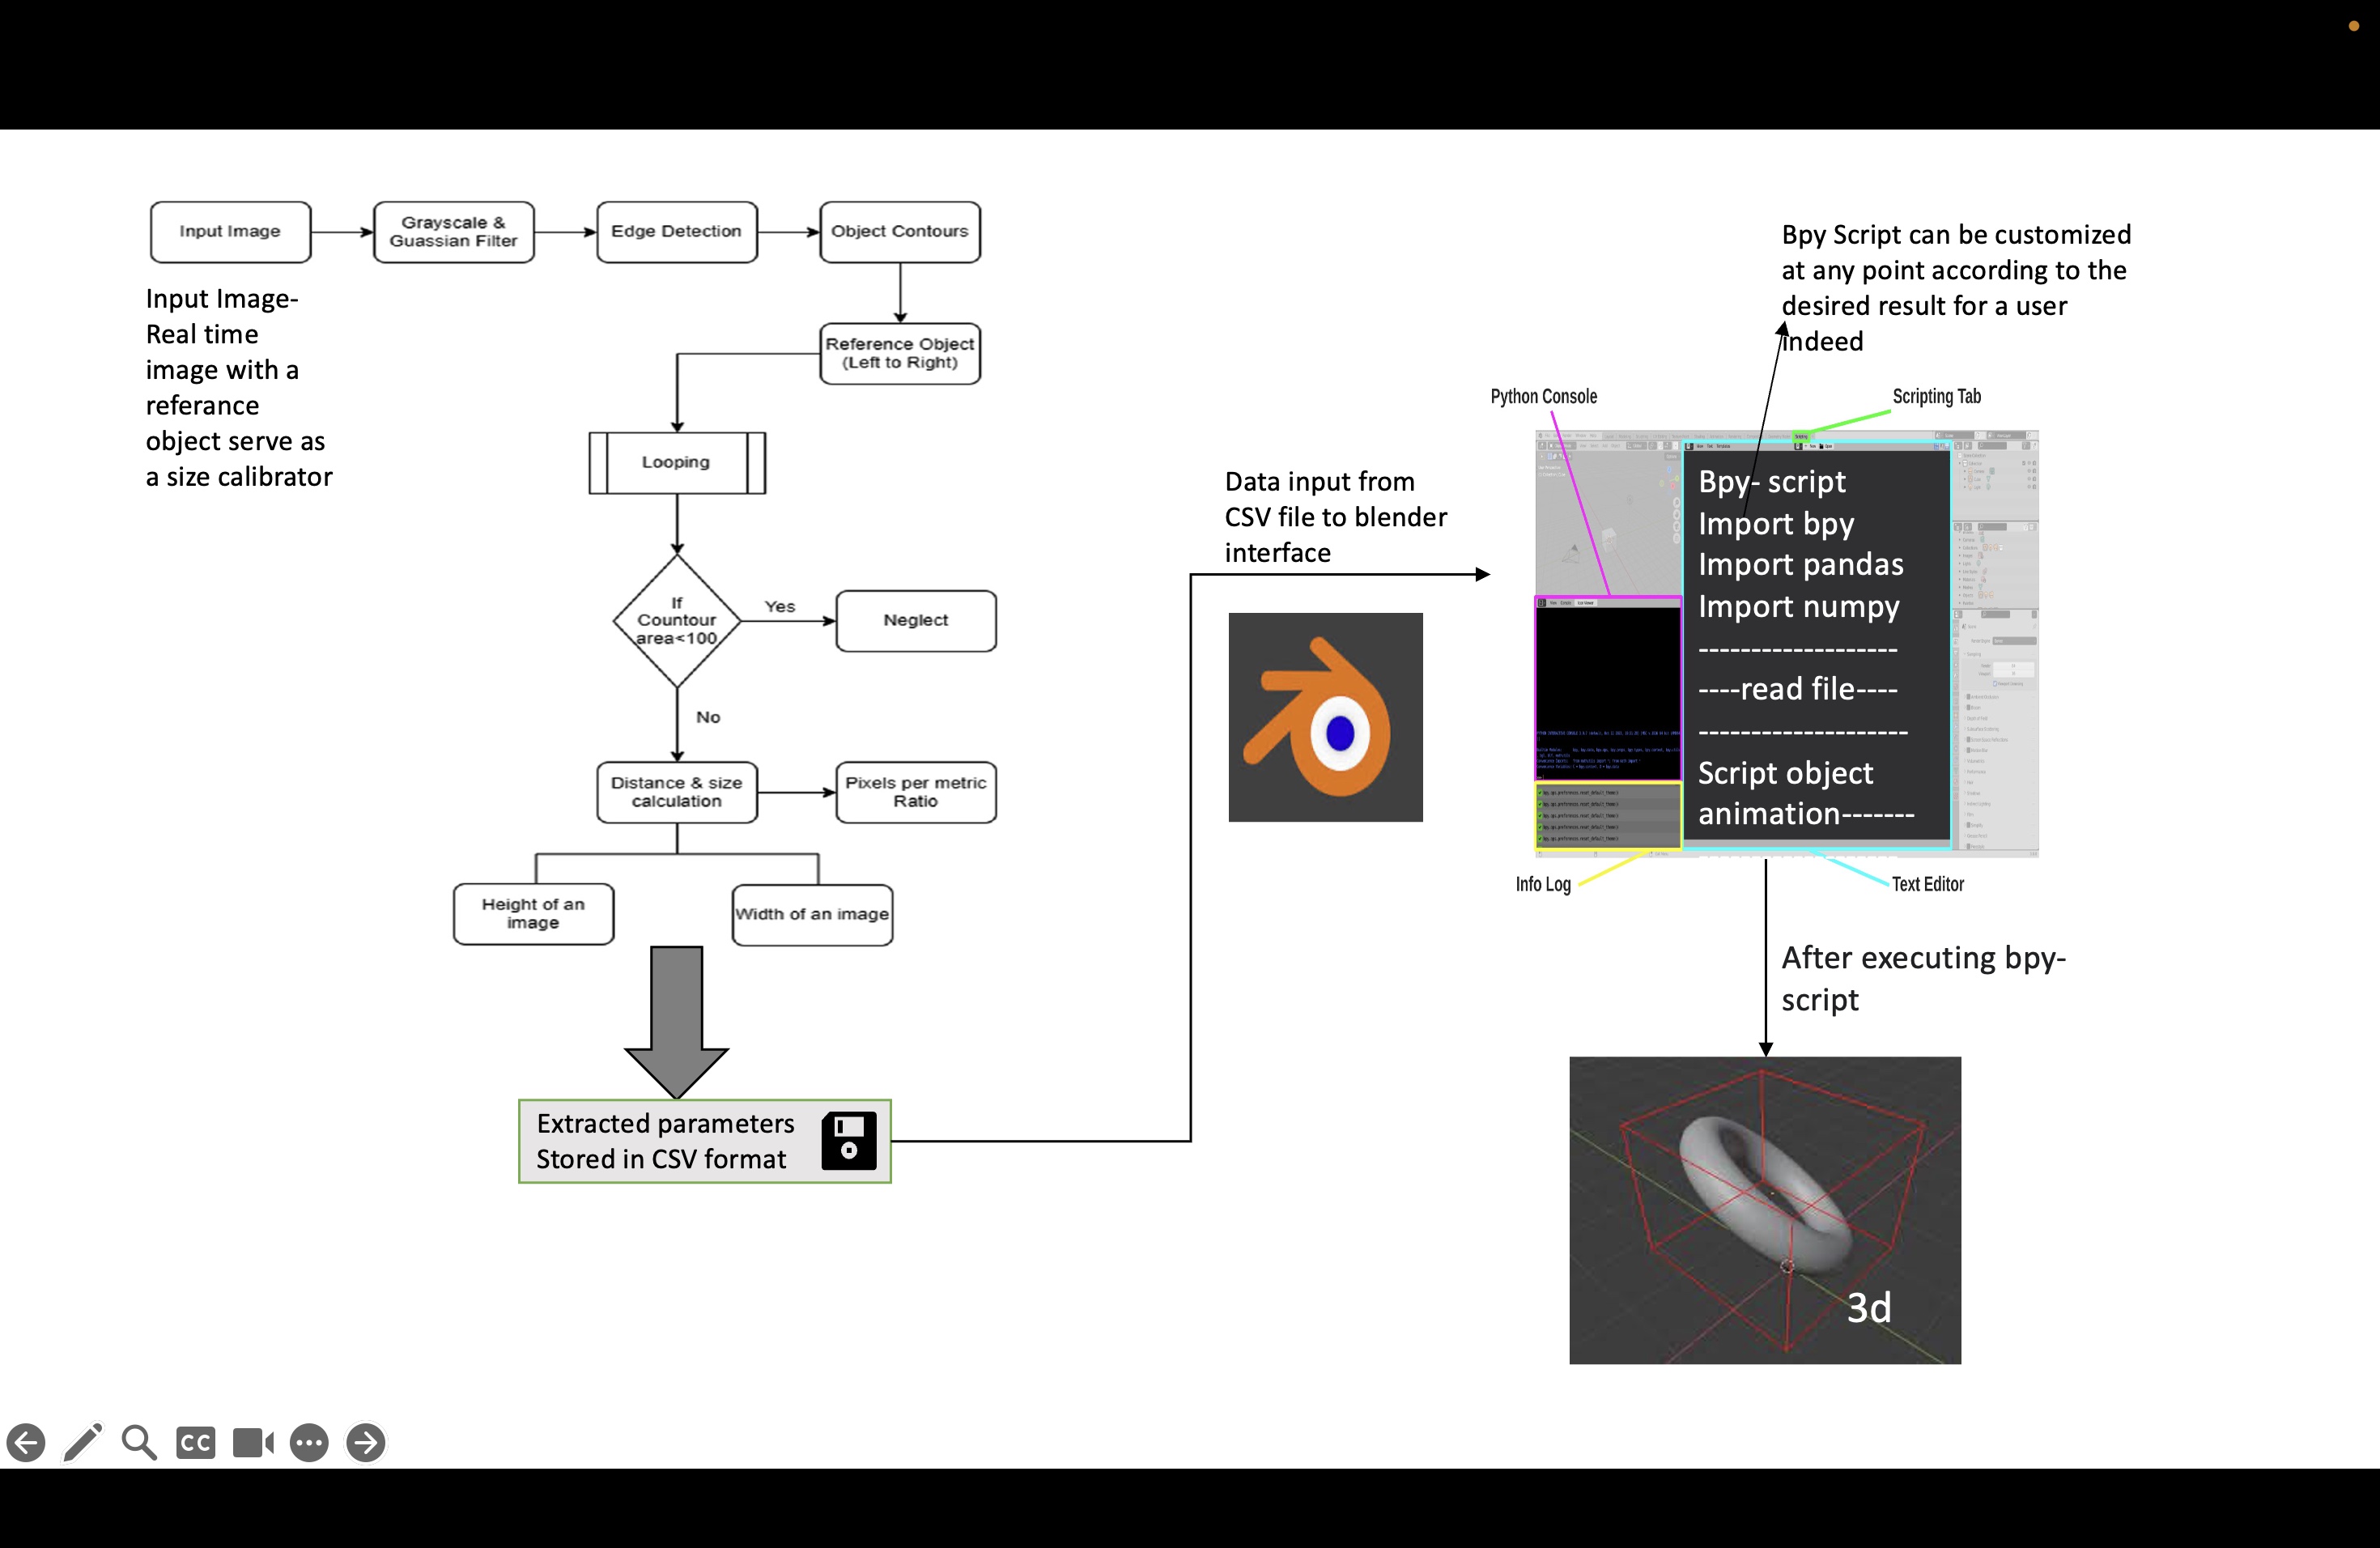 Input Image
Grayscale &
Guassian Filter
Edge Detection
Object Contours
Input Image-
Real time
image with a
referance
object serve as
a size calibrator
Reference Object
(Left to Right)
Looping
If
Countour
area<100
Yes
Neglect
No
Distance & size
calculation
Pixels per metric
Ratio
Height of an
image
Width of an image
Extracted parameters
Stored in CSV format
Data input from
CSV file to blender
interface
Bpy Script can be customized
at any point according to the
desired result for a user
indeed
Python Console
Scripting Tab
Bpy- script
Import bpy
Import pandas
Import numpy
-------------------
----read file----
--------------------
Script object
animation-------
Info Log
Text Editor
After executing bpy-
script
3d
CC